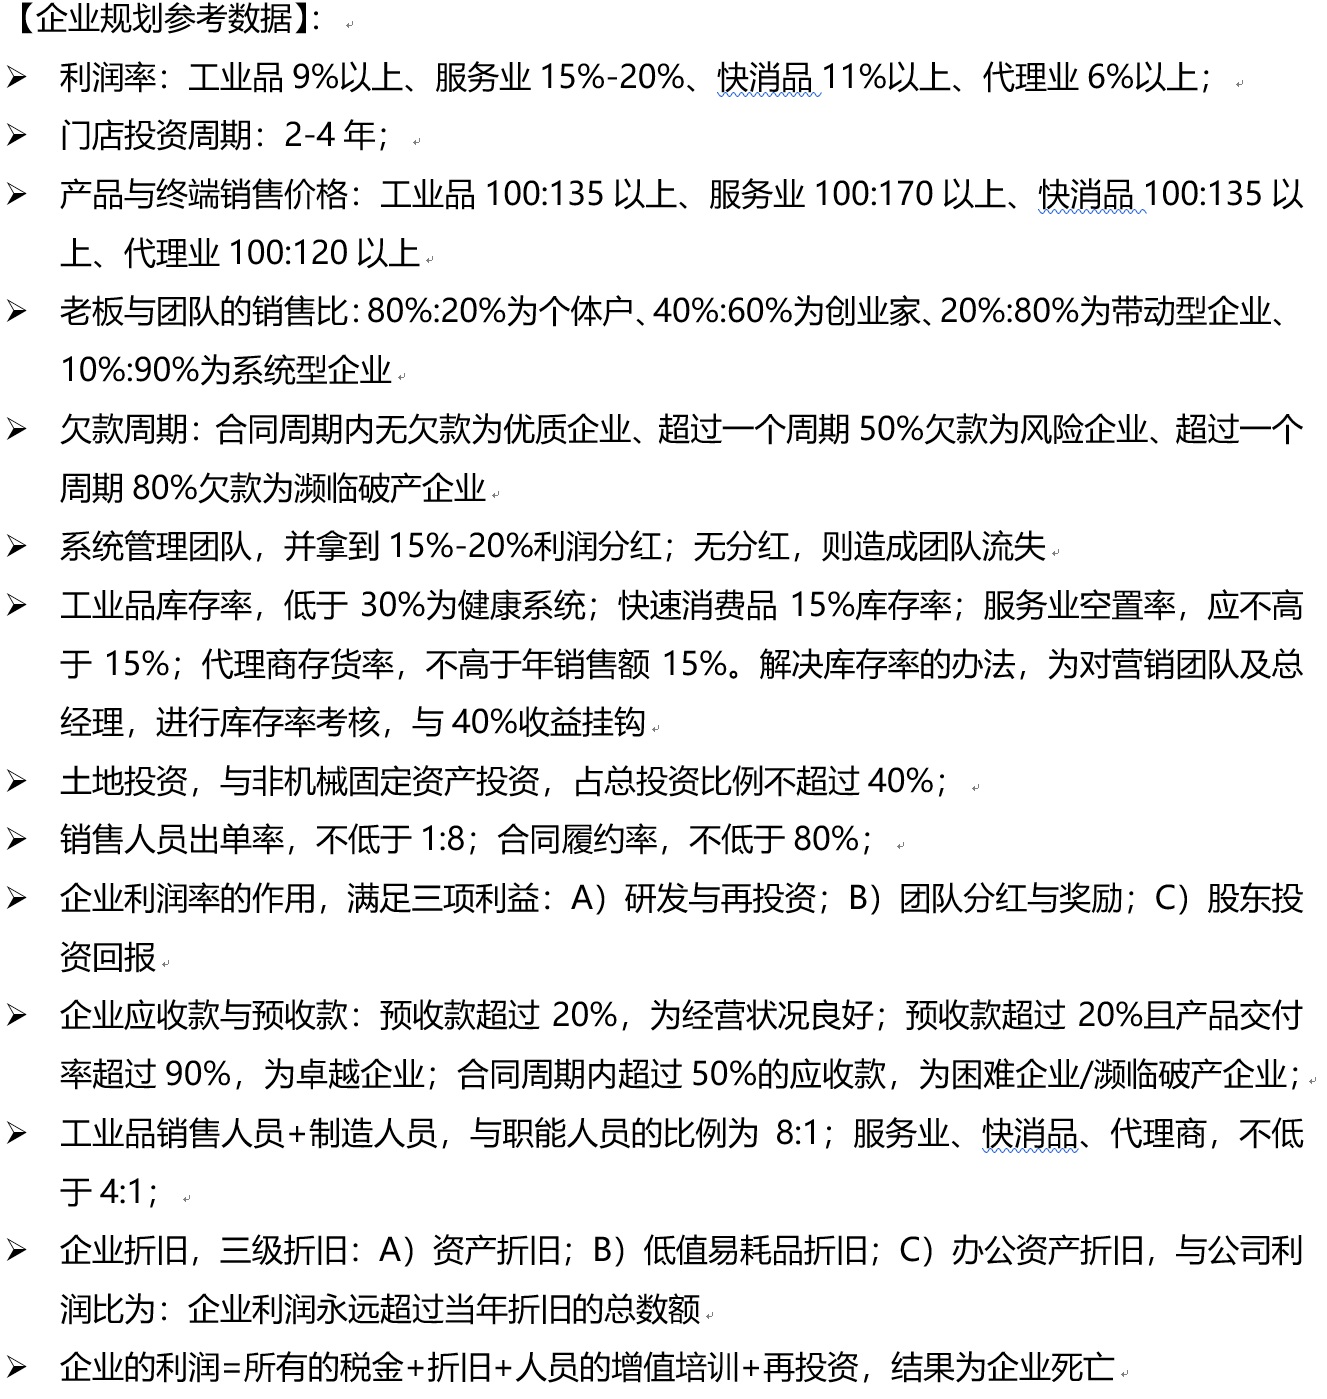 【企业规划参考数据】：
➢ 利润率：工业品 9%以上、服务业 15%-20%、快消品 11%以上、代理业 6%以上；
➢ 门店投资周期：2-4 年；
➢ 产品与终端销售价格：工业品 100:135 以上、服务业 100:170 以上、快消品 100:135 以
上、代理业 100:120 以上
➢ 老板与团队的销售比：80%:20%为个体户、40%:60%为创业家、20%:80%为带动型企业、
10%:90%为系统型企业
➢ 欠款周期：合同周期内无欠款为优质企业、超过一个周期 50%欠款为风险企业、超过一个
周期 80%欠款为濒临破产企业
➢ 系统管理团队，并拿到 15%-20%利润分红；无分红，则造成团队流失
➢ 工业品库存率，低于 30%为健康系统；快速消费品 15%库存率；服务业空置率，应不高
于 15%；代理商存货率，不高于年销售额 15%。解决库存率的办法，为对营销团队及总
经理，进行库存率考核，与 40%收益挂钩
➢ 土地投资，与非机械固定资产投资，占总投资比例不超过 40%；
➢ 销售人员出单率，不低于 1:8；合同履约率，不低于 80%；
➢ 企业利润率的作用，满足三项利益：A）研发与再投资；B）团队分红与奖励；C）股东投
资回报
➢ 企业应收款与预收款：预收款超过 20%，为经营状况良好；预收款超过 20%且产品交付
率超过 90%，为卓越企业；合同周期内超过 50%的应收款，为困难企业/濒临破产企业；
➢ 工业品销售人员+制造人员，与职能人员的比例为 8:1；服务业、快消品、代理商，不低
于 4:1；
➢ 企业折旧，三级折旧：A）资产折旧；B）低值易耗品折旧；C）办公资产折旧，与公司利
润比为：企业利润永远超过当年折旧的总数额
➢ 企业的利润=所有的税金+折旧+人员的增值培训+再投资，结果为企业死亡